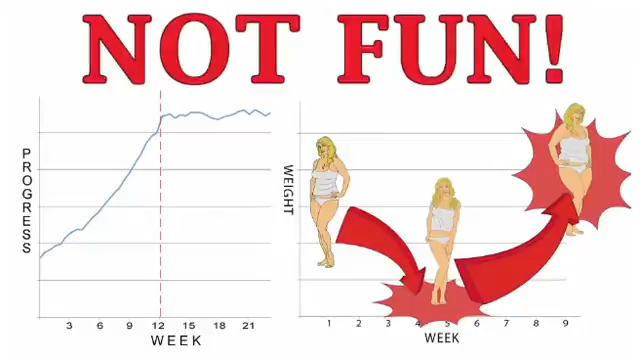 NOT FUN!
PROGRESS
3 6 9 12 15 18 21
WEEK
WEIGHT
1 2 3 4 5 6 7 8 9
WEEK